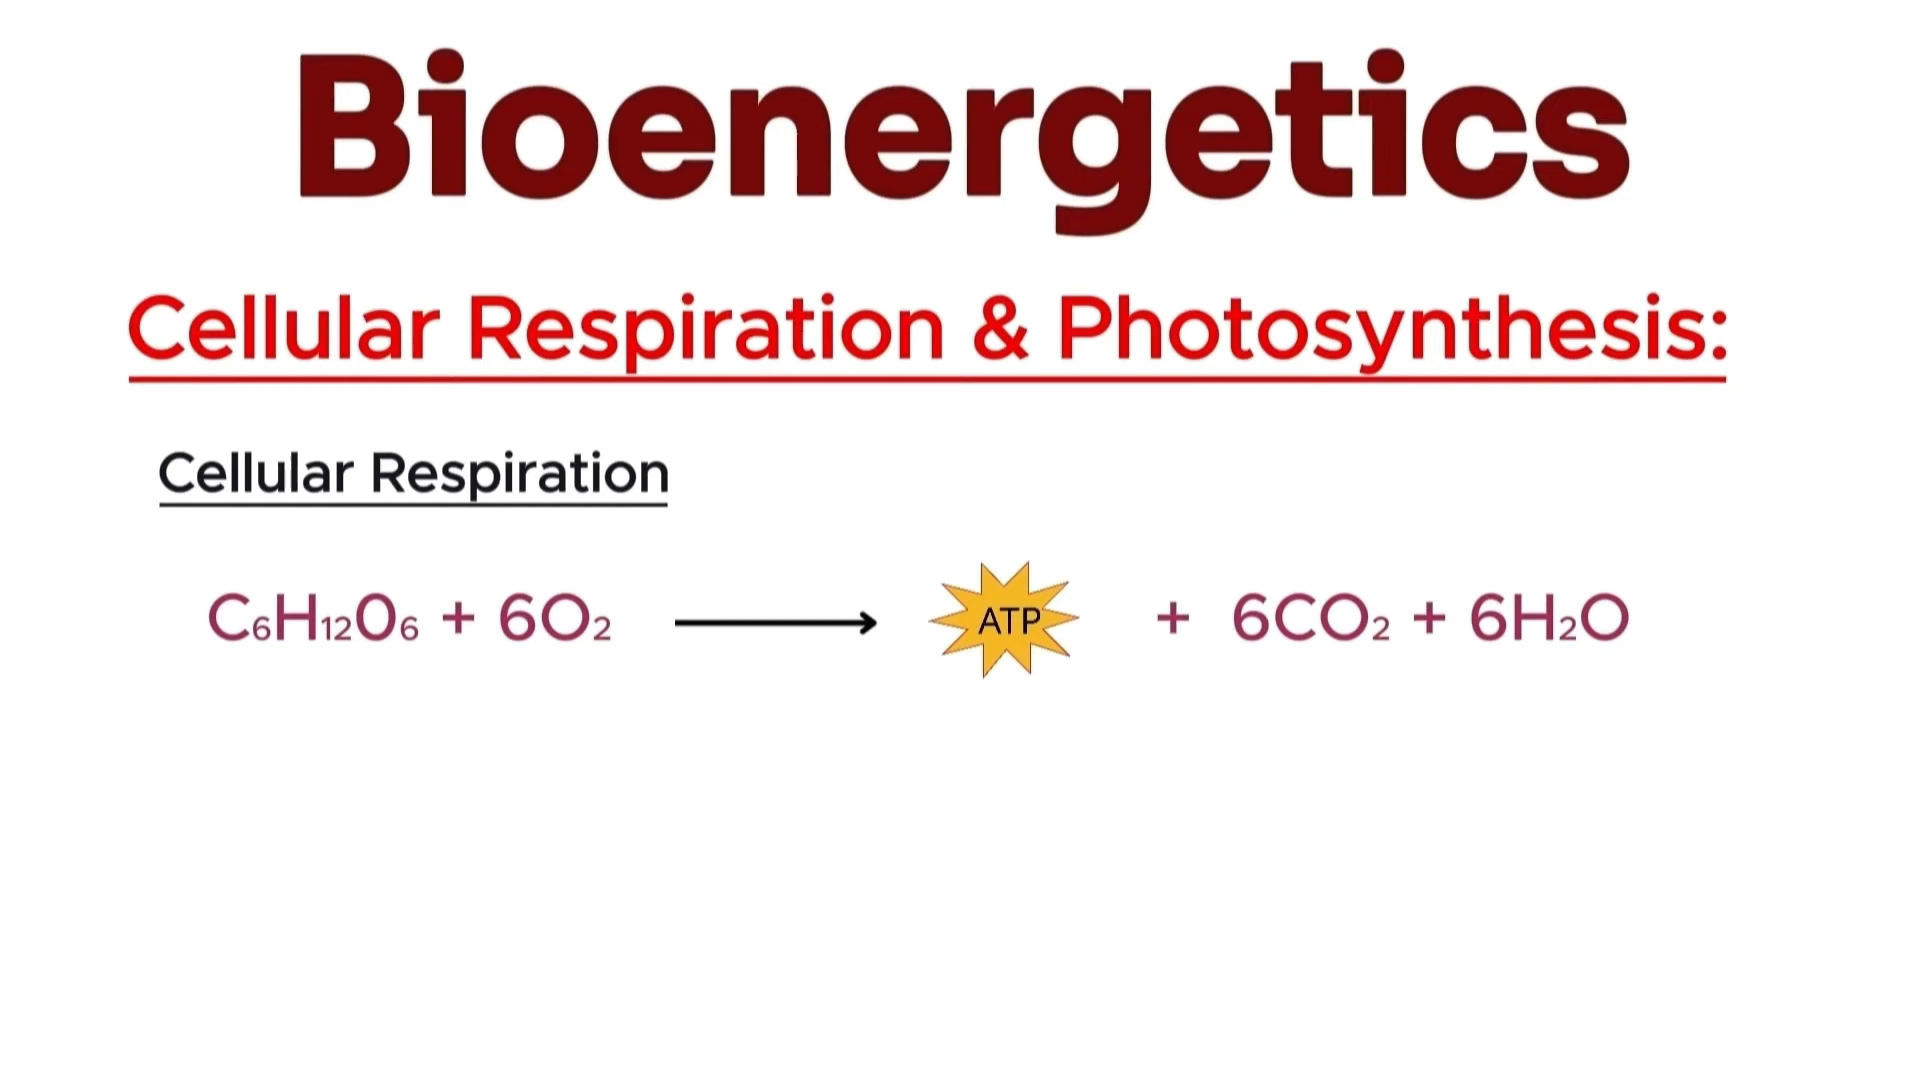 Bioenergetics
Cellular Respiration & Photosynthesis:
Cellular Respiration
C₆H₁₂O₆ + 6O₂ → ATP + 6CO₂ + 6H₂O